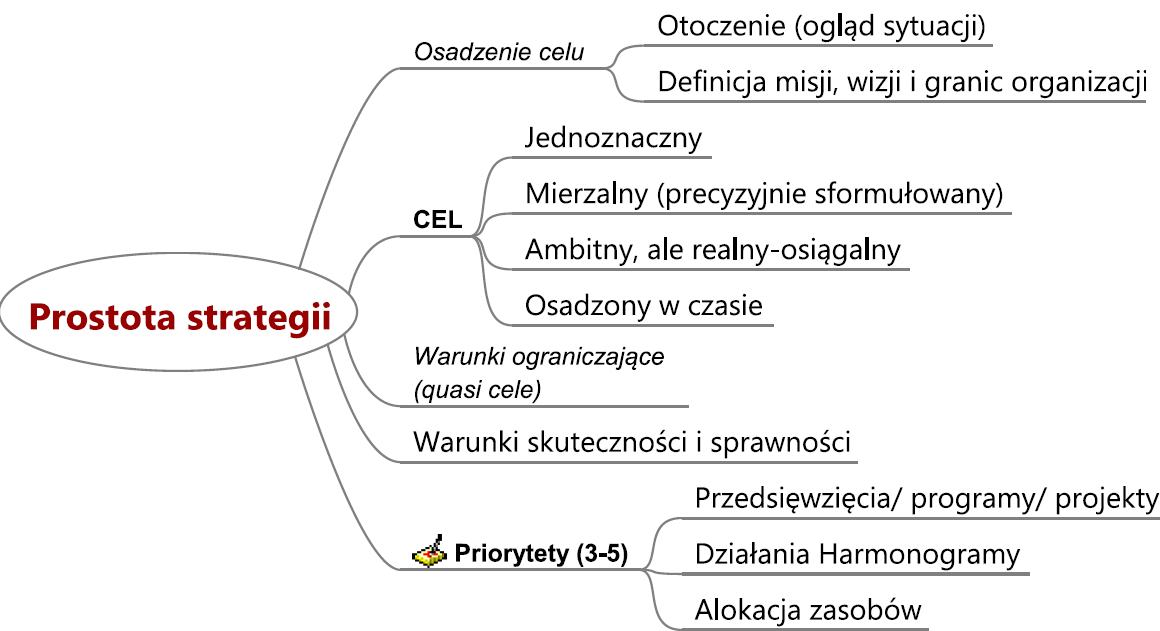 Prostota strategii
Osadzenie celu
Otoczenie (ogląd sytuacji)
Definicja misji, wizji i granic organizacji
CEL
Jednoznaczny
Mierzalny (precyzyjnie sformułowany)
Ambitny, ale realny-osiągalny
Osadzony w czasie
Warunki ograniczające
(quasi cele)
Warunki skuteczności i sprawności
Priorytety (3-5)
Przedsięwzięcia/ programy/ projekty
Działania Harmonogramy
Alokacja zasobów